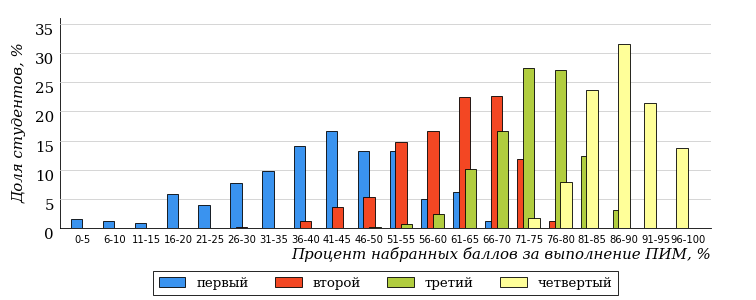 35
30
25
20
15
10
5
0
Доля студентов, %
0-5 6-10 11-15 16-20 21-25 26-30 31-35 36-40 41-45 46-50 51-55 56-60 61-65 66-70 71-75 76-80 81-85 86-90 91-95 96-100
Процент набранных баллов за выполнение ПИМ, %
первый второй третий четвертый